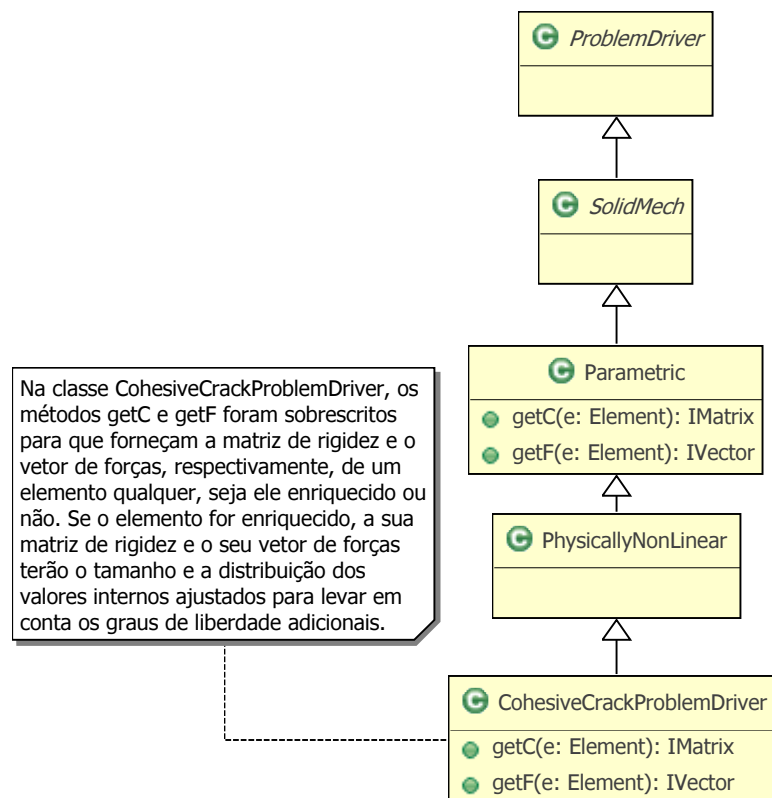 ProblemDriver
SolidMech
Parametric
getC(e: Element): IMatrix
getF(e: Element): IVector
Na classe CohesiveCrackProblemDriver, os
métodos getC e getF foram sobrescritos
para que forneçam a matriz de rigidez e o
vetor de forças, respectivamente, de um
elemento qualquer, seja ele enriquecido ou
não. Se o elemento for enriquecido, a sua
matriz de rigidez e o seu vetor de forças
terão o tamanho e a distribuição dos
valores internos ajustados para levar em
conta os graus de liberdade adicionais.
PhysicallyNonLinear
CohesiveCrackProblemDriver
getC(e: Element): IMatrix
getF(e: Element): IVector